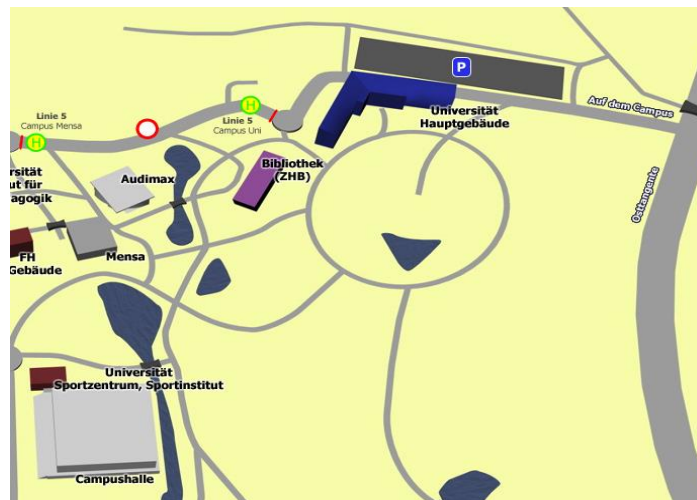 P
Auf dem Campus
Universität
Hauptgebäude
Linie 5
Campus Uni
H
Linie 5
Campus Mensa
H
Bibliothek
(ZHB)
Audimax
ersität
ut für
agogik
Osttangente
FH
Gebäude
Mensa
Universität
Sportzentrum, Sportinstitut
Campushalle